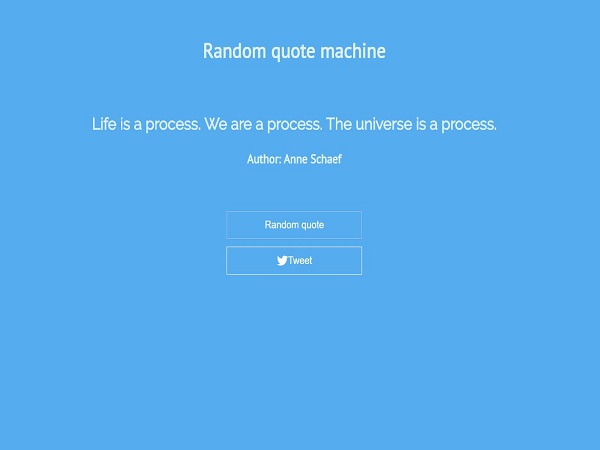 Random quote machine
Life is a process. We are a process. The universe is a process.
Author: Anne Schaef
Random quote
Tweet